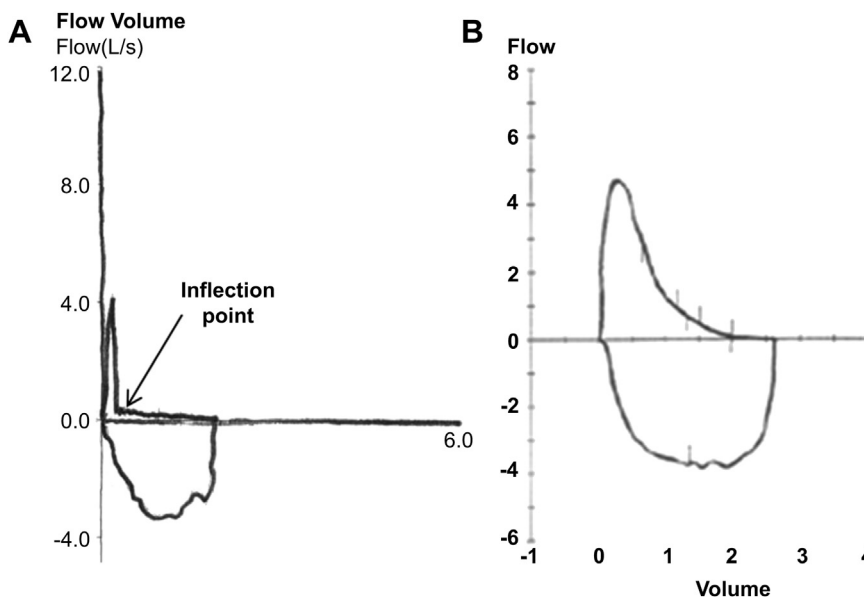 A
Flow Volume
Flow(L/s)
12.0
8.0
4.0
0.0
-4.0
6.0
Inflection
point
B
Flow
8
6
4
2
0
-2
-4
-6
-1 0 1 2 3 4
Volume